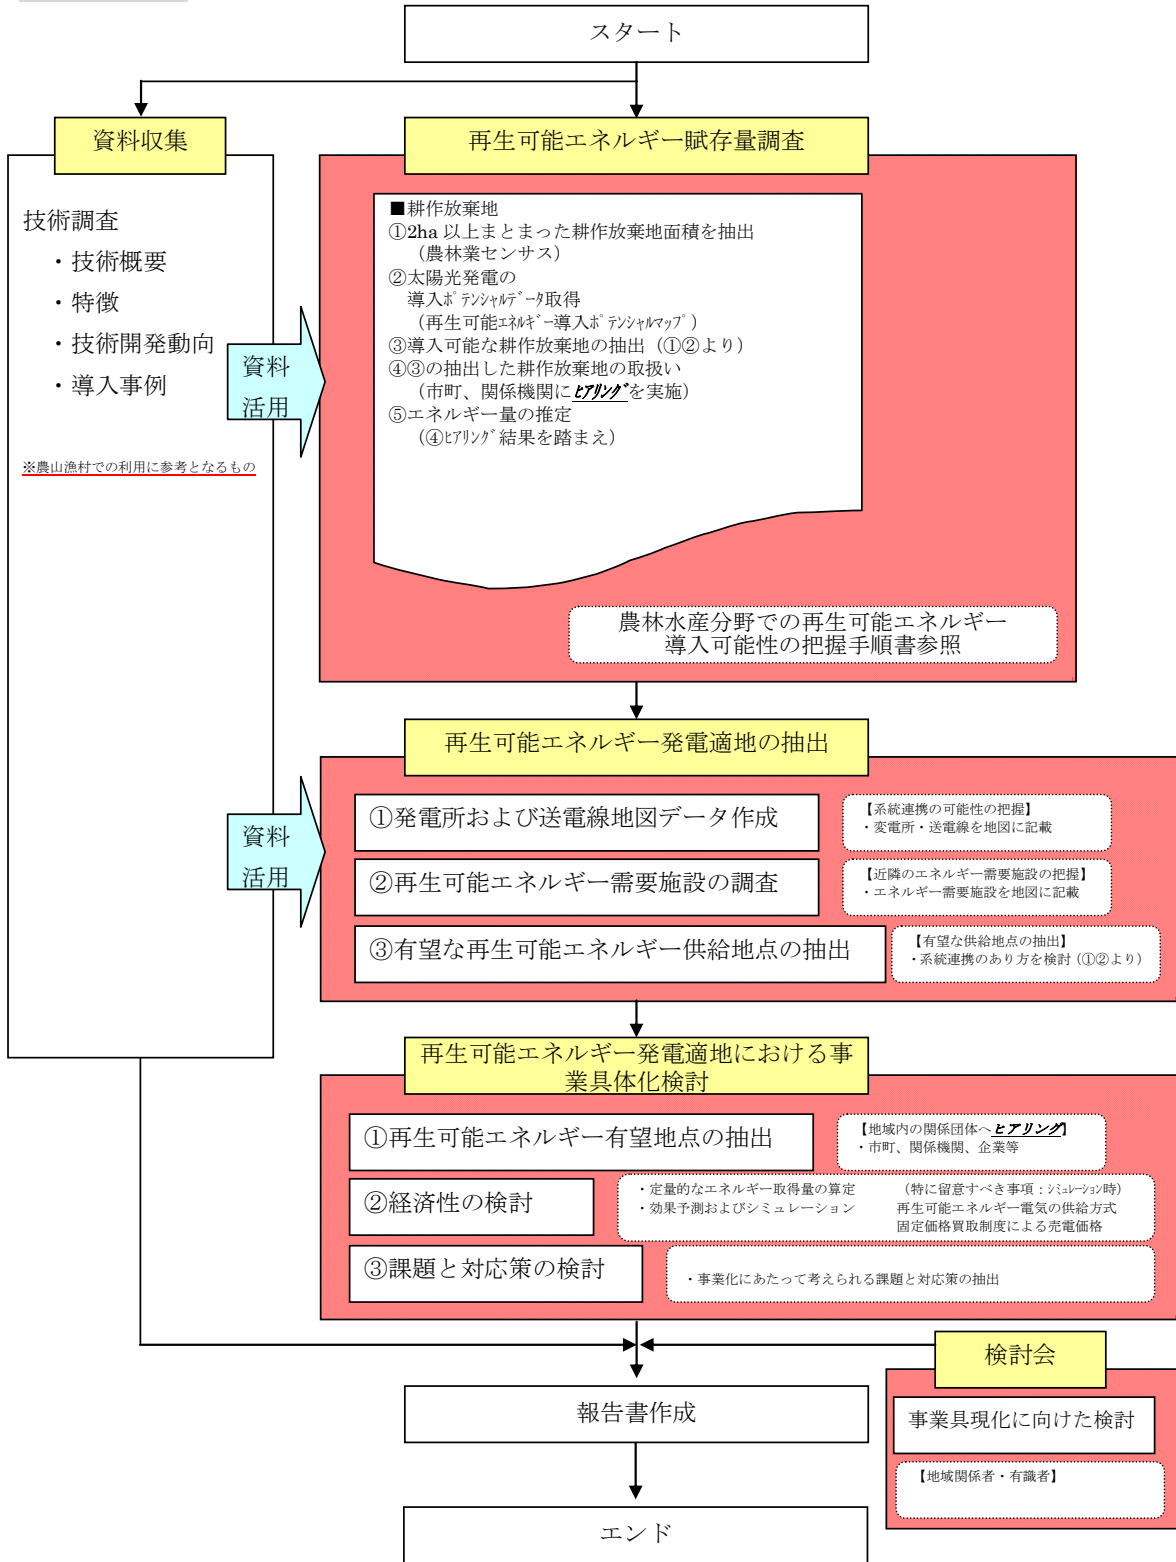 スタート
資料収集
技術調査
・技術概要
・特徴
・技術開発動向
・導入事例
※農山漁村での利用に参考となるもの
資料
活用
再生可能エネルギー賦存量調査
■耕作放棄地
①2ha 以上まとまった耕作放棄地面積を抽出
（農林業センサス）
②太陽光発電の
導入ﾎﾟﾃﾝｼｬﾙﾃﾞｰﾀ取得
（再生可能ｴﾈﾙｷﾞｰ導入ﾎﾟﾃﾝｼｬﾙﾏｯﾌﾟ）
③導入可能な耕作放棄地の抽出（①②より）
④③の抽出した耕作放棄地の取扱い
（市町、関係機関にﾋｱﾘﾝｸﾞを実施）
⑤エネルギー量の推定
（④ﾋｱﾘﾝｸﾞ結果を踏まえ）
農林水産分野での再生可能エネルギー
導入可能性の把握手順書参照
再生可能エネルギー発電適地の抽出
資料
活用
①発電所および送電線地図データ作成
【系統連携の可能性の把握】
・変電所・送電線を地図に記載
②再生可能エネルギー需要施設の調査
【近隣のエネルギー需要施設の把握】
・エネルギー需要施設を地図に記載
③有望な再生可能エネルギー供給地点の抽出
【有望な供給地点の抽出】
・系統連携のあり方を検討（①②より）
再生可能エネルギー発電適地における事
業具体化検討
①再生可能エネルギー有望地点の抽出
【地域内の関係団体へヒアリング】
・市町、関係機関、企業等
②経済性の検討
・定量的なエネルギー取得量の算定
・効果予測およびシミュレーション
（特に留意すべき事項：ｼﾐｭﾚｰｼｮﾝ時）
再生可能エネルギー電気の供給方式
固定価格買取制度による売電価格
③課題と対応策の検討
・事業化にあたって考えられる課題と対応策の抽出
検討会
事業具現化に向けた検討
【地域関係者・有識者】
報告書作成
エンド